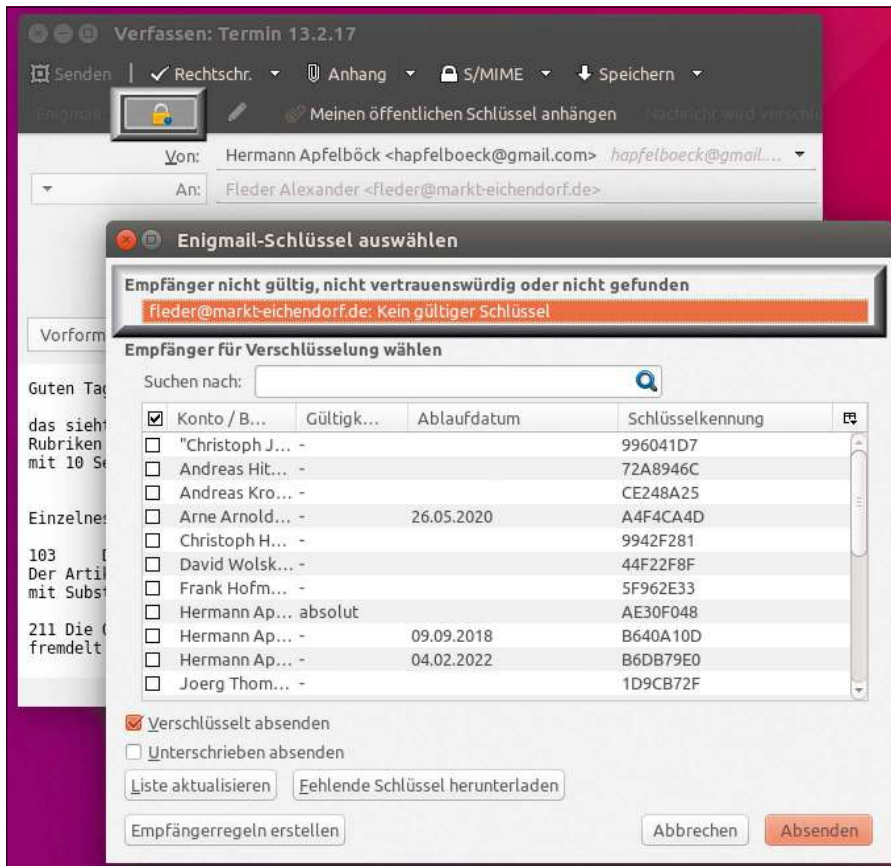 Verfassen: Termin 13.2.17
Senden Rechtschr. Anhang S/MIME Speichern
Enigmail Meinen öffentlichen Schlüssel anhängen Nachricht wird verschlü
Von: Hermann Apfelböck <hapfelboeck@gmail.com> hapfelboeck@gmail....
An: Fleder Alexander <fleder@markt-eichendorf.de>
Enigmail-Schlüssel auswählen
Empfänger nicht gültig, nicht vertrauenswürdig oder nicht gefunden
fleder@markt-eichendorf.de: Kein gültiger Schlüssel
Vorform
Empfänger für Verschlüsselung wählen
Suchen nach:
Guten Tag
das sieht
Rubriken
mit 10 Se
Einzelnes
103 D
Der Artik
mit Subst
211 Die G
fremdelt
Konto / B... Gültigk... Ablaufdatum Schlüsselkennung
"Christoph J... - 996041D7
Andreas Hit... - 72A8946C
Andreas Kro... - CE248A25
Arne Arnold... - 26.05.2020 A4F4CA4D
Christoph H... - 9942F281
David Wolsk... - 44F22F8F
Frank Hofm... - 5F962E33
Hermann Ap... absolut AE30F048
Hermann Ap... - 09.09.2018 B640A10D
Hermann Ap... - 04.02.2022 B6DB79E0
Joerg Thom... - 1D9CB72F
Verschlüsselt absenden
Unterschrieben absenden
Liste aktualisieren Fehlende Schlüssel herunterladen
Empfängerregeln erstellen Abbrechen Absenden